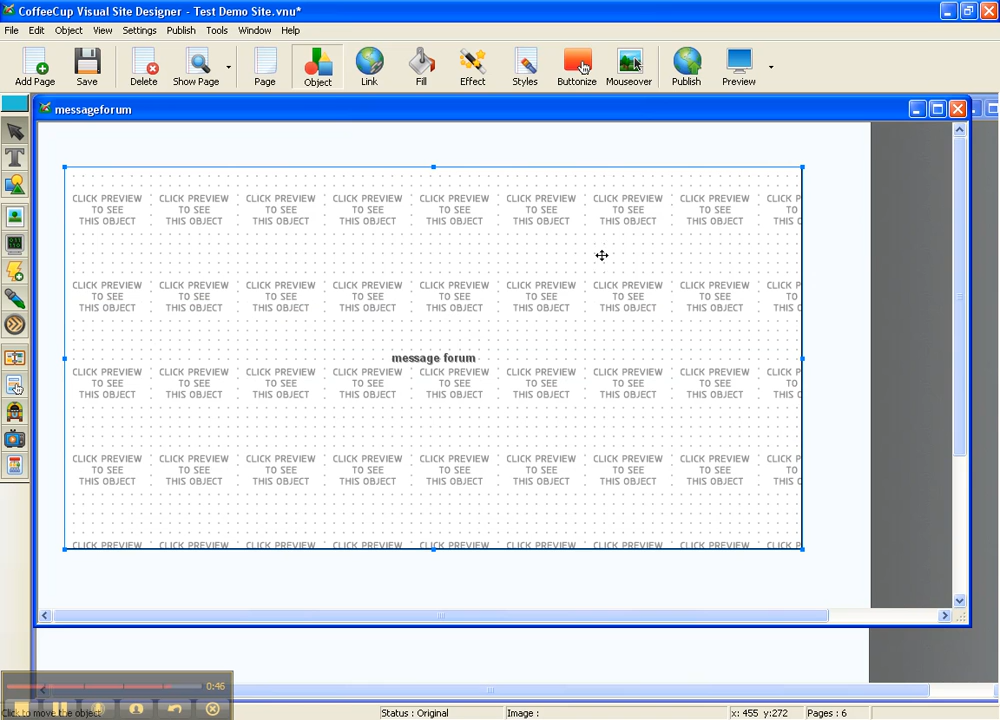 CoffeeCup Visual Site Designer - Test Demo Site.vnu*
File Edit Object View Settings Publish Tools Window Help
Add Page Save Delete Show Page Page Object Link Fill Effect Styles Buttonize Mouseover Publish Preview
messageforum
CLICK PREVIEW CLICK PREVIEW CLICK PREVIEW CLICK PREVIEW CLICK PREVIEW CLICK PREVIEW CLICK PREVIEW CLICK PREVIEW CLICK P
TO SEE TO SEE TO SEE TO SEE TO SEE TO SEE TO SEE TO SEE TO
THIS OBJECT THIS OBJECT THIS OBJECT THIS OBJECT THIS OBJECT THIS OBJECT THIS OBJECT THIS OBJECT THIS O
CLICK PREVIEW CLICK PREVIEW CLICK PREVIEW CLICK PREVIEW CLICK PREVIEW CLICK PREVIEW CLICK PREVIEW CLICK PREVIEW CLICK P
TO SEE TO SEE TO SEE TO SEE TO SEE TO SEE TO SEE TO SEE TO
THIS OBJECT THIS OBJECT THIS OBJECT THIS OBJECT THIS OBJECT THIS OBJECT THIS OBJECT THIS OBJECT THIS O
message forum
CLICK PREVIEW CLICK PREVIEW CLICK PREVIEW CLICK PREVIEW CLICK PREVIEW CLICK PREVIEW CLICK PREVIEW CLICK PREVIEW CLICK P
TO SEE TO SEE TO SEE TO SEE TO SEE TO SEE TO SEE TO SEE TO
THIS OBJECT THIS OBJECT THIS OBJECT THIS OBJECT THIS OBJECT THIS OBJECT THIS OBJECT THIS OBJECT THIS O
CLICK PREVIEW CLICK PREVIEW CLICK PREVIEW CLICK PREVIEW CLICK PREVIEW CLICK PREVIEW CLICK PREVIEW CLICK PREVIEW CLICK P
TO SEE TO SEE TO SEE TO SEE TO SEE TO SEE TO SEE TO SEE TO
THIS OBJECT THIS OBJECT THIS OBJECT THIS OBJECT THIS OBJECT THIS OBJECT THIS OBJECT THIS OBJECT THIS O
CLICK PREVIEW CLICK PREVIEW CLICK PREVIEW CLICK PREVIEW CLICK PREVIEW CLICK PREVIEW CLICK PREVIEW CLICK PREVIEW CLICK P
0:46
Click to move the object Status : Original Image : x: 455 y:272 Pages : 6